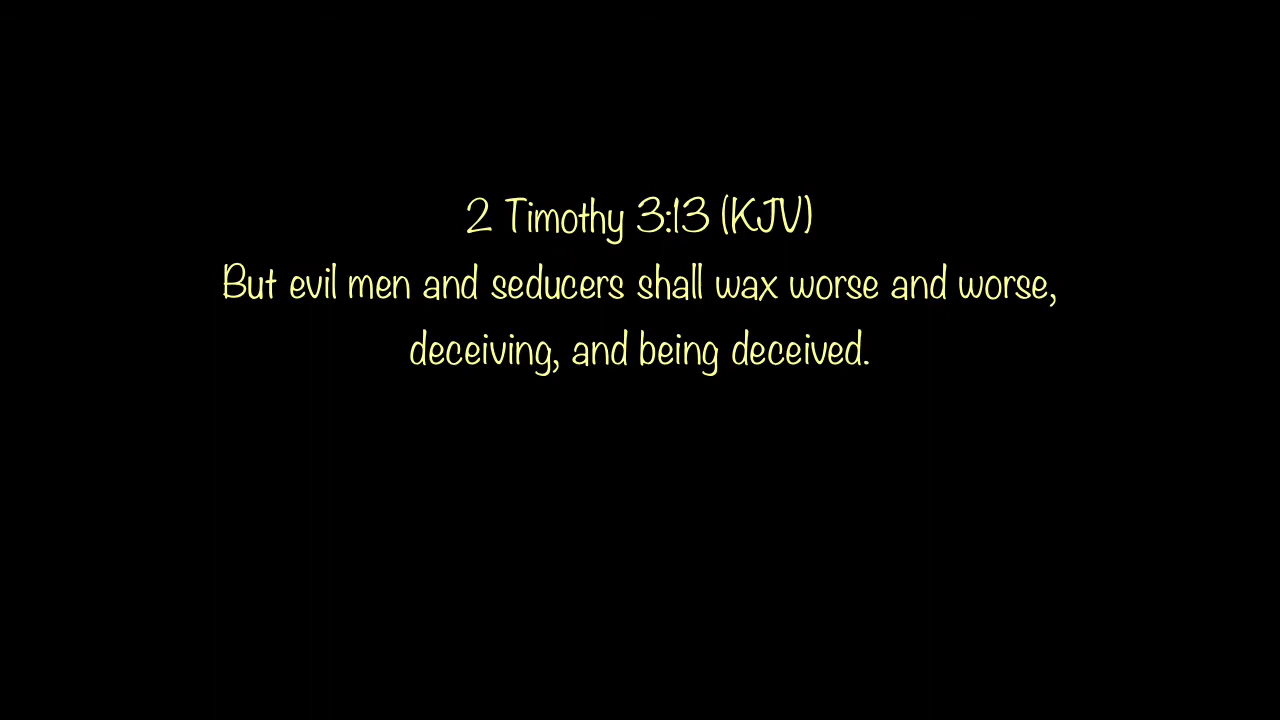 2 Timothy 3:13 (KJV)
But evil men and seducers shall wax worse and worse,
deceiving, and being deceived.